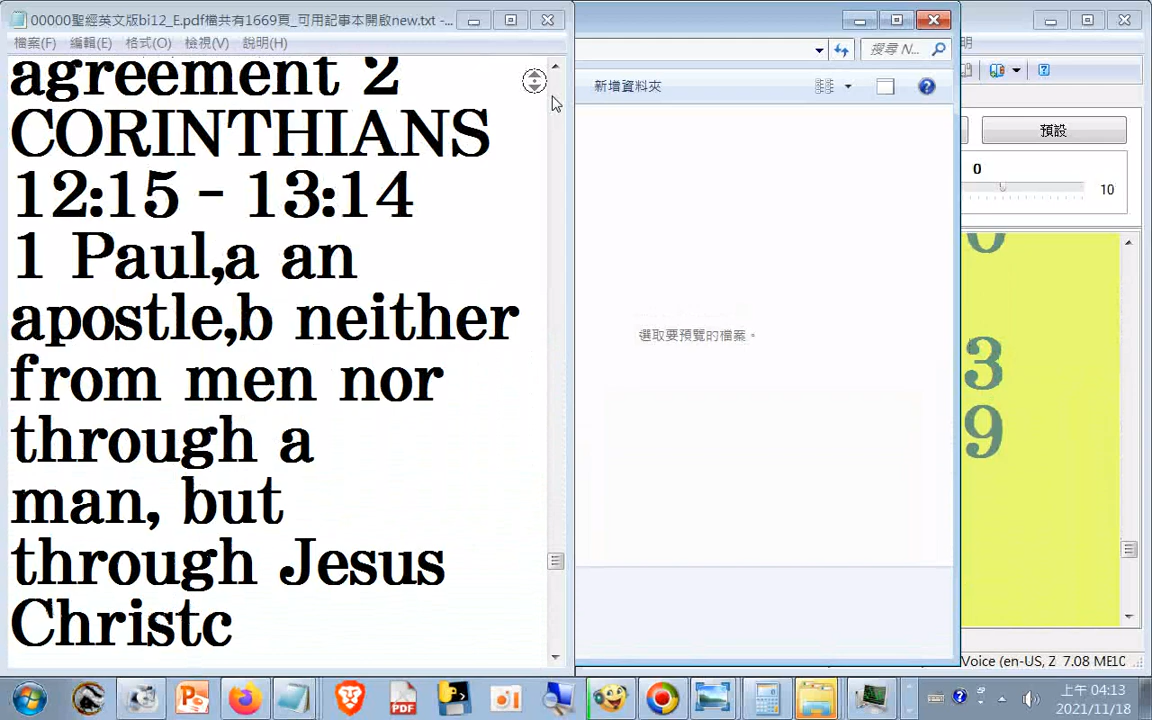 00000聖經英文版bi12_E.pdf檔共有1669頁_可用記事本開啟new.txt -...
檔案(F) 編輯(E) 格式(O) 檢視(V) 說明(H)
agreement 2
CORINTHIANS
12:15 - 13:14
1 Paul,a an
apostle,b neither
from men nor
through a
man, but
through Jesus
Christc
搜尋 N...
新增資料夾
選取要預覽的檔案。
明
預設
0
10
3
9
Voice (en-US, Z 7.08 ME1C
PDF
上午 04:13
2021/11/18